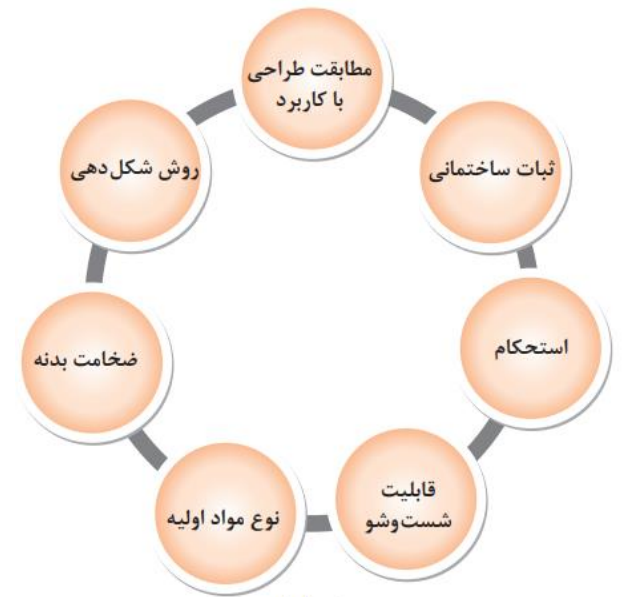 مطابقت طراحی
با کاربرد
ثبات ساختمانی
استحکام
قابلیت
شست‌وشو
نوع مواد اولیه
ضخامت بدنه
روش شکل‌دهی